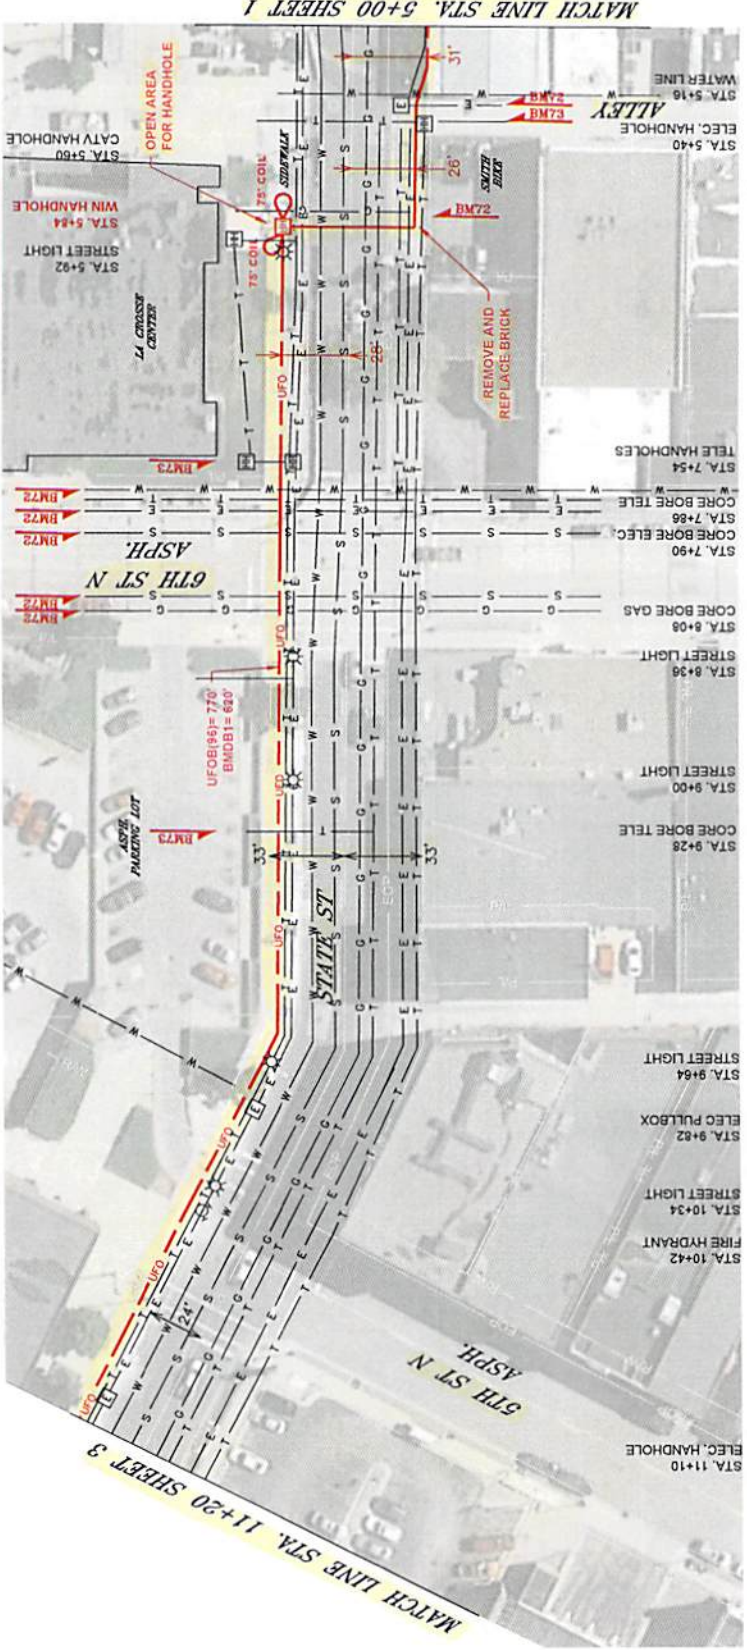 MATCH LINE STA. 5+00 SHEET 1
STA. 5+16
WATER LINE
ALLEY
STA. 5+40
ELEC. HANDHOLE
BM72
BM73
31'
OPEN AREA
FOR HANDHOLE
STA. 5+60
CATV HANDHOLE
SIDEWALK
75' COIL
26'
SMITH
BIKE
BM72
STA. 5+84
WIN HANDHOLE
STA. 5+92
STREET LIGHT
75' COIL
LA CROSSE
CENTER
REMOVE AND
REPLACE BRICK
28'
UFO
BM73
STA. 7+54
TELE HANDHOLES
BM72
BM72
BM72
STA. 7+86
CORE BORE TELE
STA. 7+90
CORE BORE ELEC
6TH ST N
ASPH.
BM72
BM72
STA. 8+08
CORE BORE GAS
UFO
STA. 8+36
STREET LIGHT
UFOB(96)= 770'
BMDB1= 620'
STA. 9+00
STREET LIGHT
UFO
ASPH.
PARKING LOT
BM73
STA. 9+28
CORE BORE TELE
33'
33'
EOP
STATE ST
UFO
STA. 9+64
STREET LIGHT
STA. 9+82
ELEC PULLBOX
UFO
STA. 10+34
STREET LIGHT
STA. 10+42
FIRE HYDRANT
UFO
24'
5TH ST N
ASPH.
UFO
STA. 11+10
ELEC. HANDHOLE
MATCH LINE STA. 11+20 SHEET 3